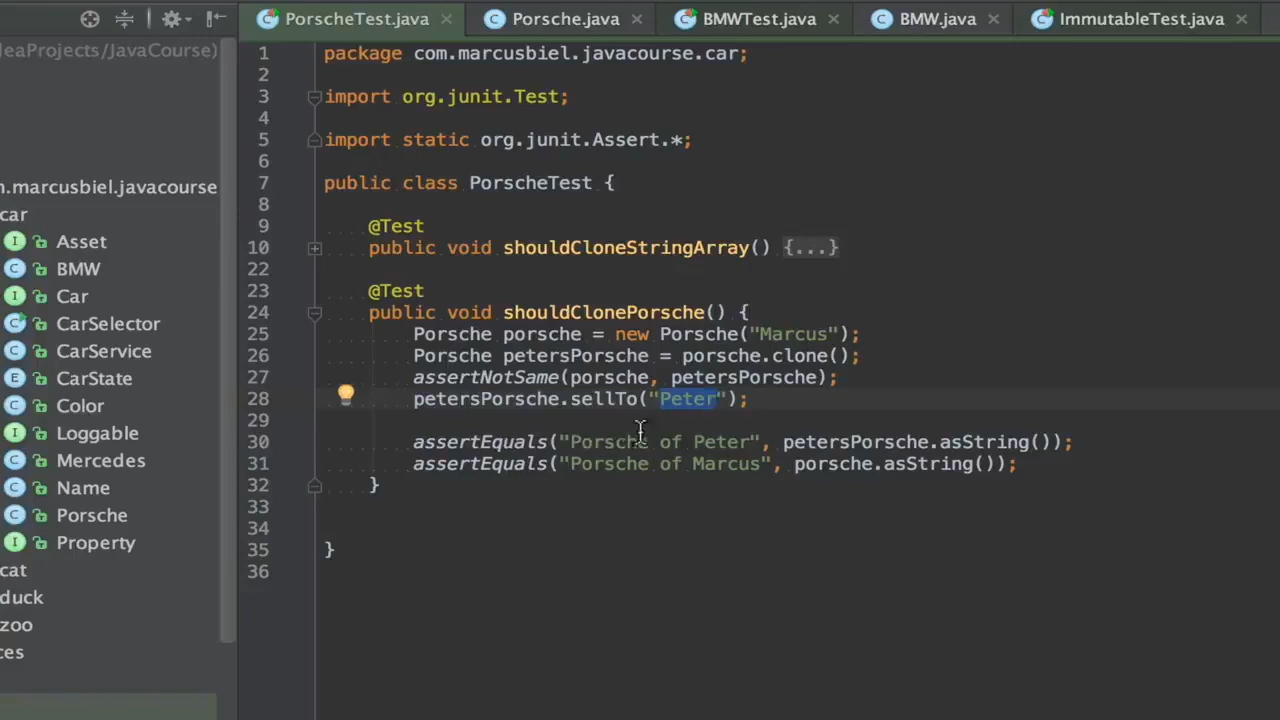 PorscheTest.java Porsche.java BMWTest.java BMW.java ImmutableTest.java
eaProjects/JavaCourse)
m.marcusbiel.javacourse
car
I Asset
C BMW
I Car
C CarSelector
C CarService
E CarState
C Color
I Loggable
C Mercedes
C Name
C Porsche
I Property
cat
duck
zoo
ces
1 package com.marcusbiel.javacourse.car;
2
3 import org.junit.Test;
4
5 import static org.junit.Assert.*;
6
7 public class PorscheTest {
8
9 @Test
10 public void shouldCloneStringArray() {...}
22
23 @Test
24 public void shouldClonePorsche() {
25 Porsche porsche = new Porsche("Marcus");
26 Porsche petersPorsche = porsche.clone();
27 assertNotSame(porsche, petersPorsche);
28 petersPorsche.sellTo("Peter");
29
30 assertEquals("Porsche of Peter", petersPorsche.asString());
31 assertEquals("Porsche of Marcus", porsche.asString());
32 }
33
34
35 }
36